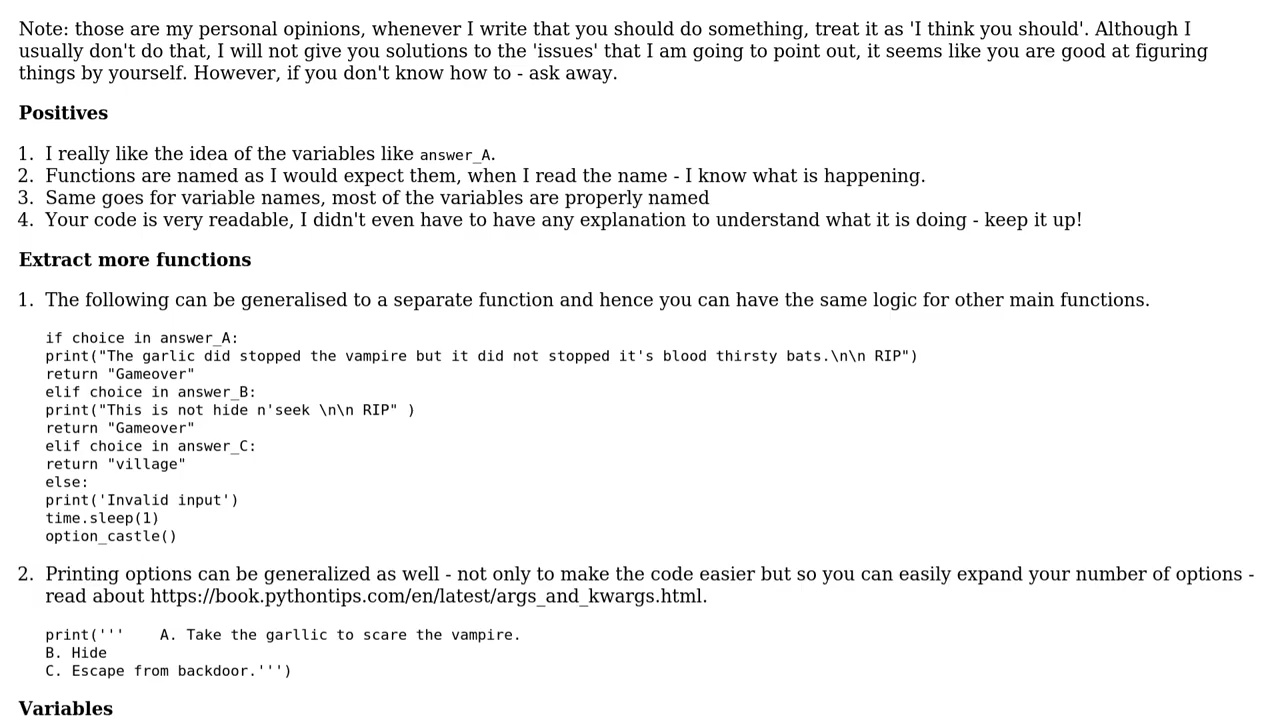 Note: those are my personal opinions, whenever I write that you should do something, treat it as 'I think you should'. Although I
usually don't do that, I will not give you solutions to the 'issues' that I am going to point out, it seems like you are good at figuring
things by yourself. However, if you don't know how to - ask away.
Positives
1. I really like the idea of the variables like answer_A.
2. Functions are named as I would expect them, when I read the name - I know what is happening.
3. Same goes for variable names, most of the variables are properly named
4. Your code is very readable, I didn't even have to have any explanation to understand what it is doing - keep it up!
Extract more functions
1. The following can be generalised to a separate function and hence you can have the same logic for other main functions.
if choice in answer_A:
print("The garlic did stopped the vampire but it did not stopped it's blood thirsty bats.\n\n RIP")
return "Gameover"
elif choice in answer_B:
print("This is not hide n'seek \n\n RIP" )
return "Gameover"
elif choice in answer_C:
return "village"
else:
print('Invalid input')
time.sleep(1)
option_castle()
2. Printing options can be generalized as well - not only to make the code easier but so you can easily expand your number of options -
read about https://book.pythontips.com/en/latest/args_and_kwargs.html.
print('''    A. Take the garllic to scare the vampire.
B. Hide
C. Escape from backdoor.''')
Variables